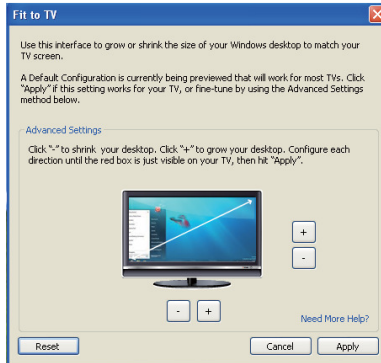 Fit to TV
Use this interface to grow or shrink the size of your Windows desktop to match your
TV screen.
A Default Configuration is currently being previewed that will work for most TVs. Click
"Apply" if this setting works for your TV, or fine-tune by using the Advanced Settings
method below.
Advanced Settings
Click "-" to shrink your desktop. Click "+" to grow your desktop. Configure each
direction until the red box is just visible on your TV, then hit "Apply".
+
-
- +
Need More Help?
Reset Cancel Apply